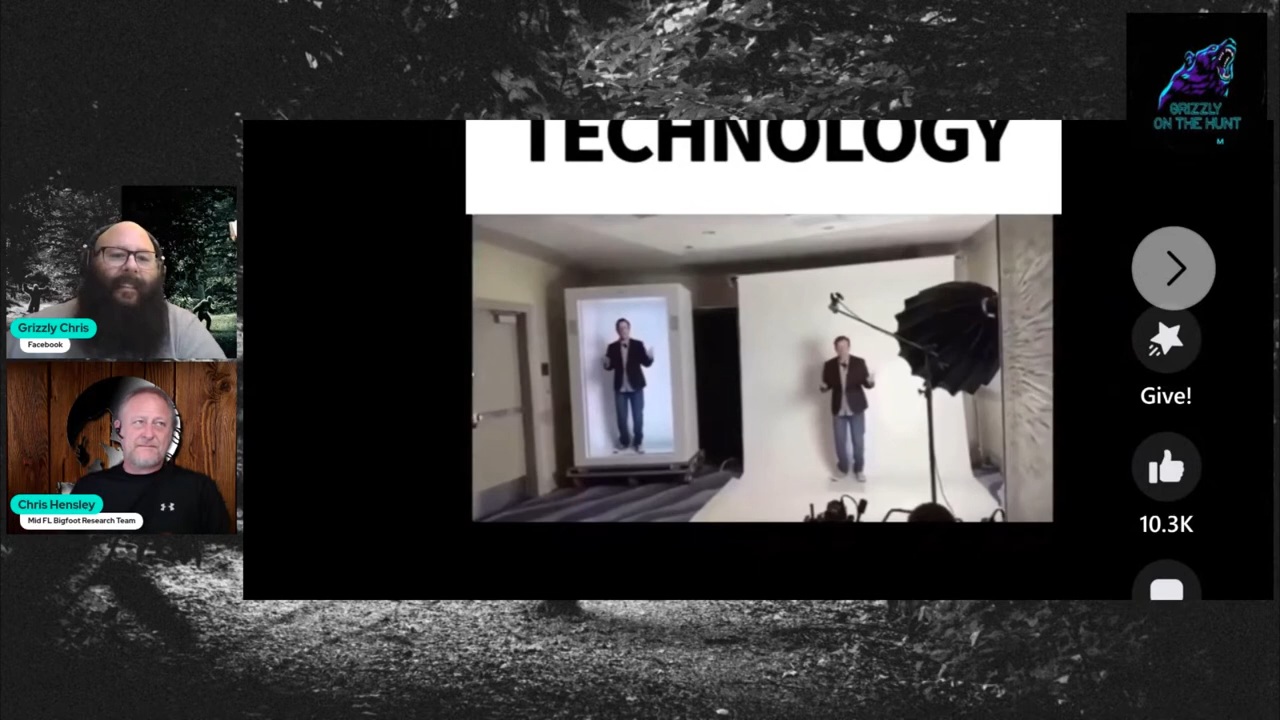 TECHNOLOGY
GRIZZLY
ON THE HUNT
M
Grizzly Chris
Facebook
Give!
Chris Hensley
Mid FL Bigfoot Research Team
10.3K